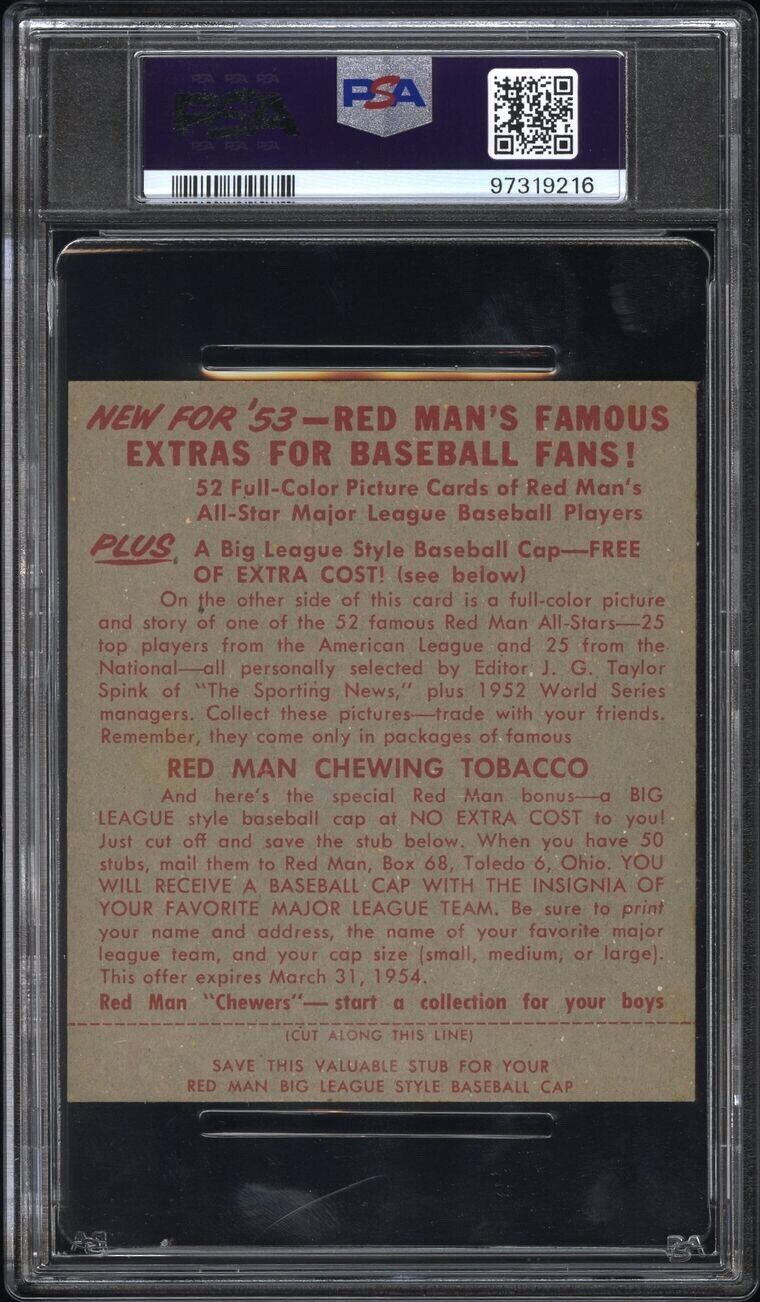 PSA PSA PSA
PSA
PSA PSA PSA
PSA
97319216
NEW FOR '53—RED MAN'S FAMOUS
EXTRAS FOR BASEBALL FANS!
52 Full-Color Picture Cards of Red Man's
All-Star Major League Baseball Players
PLUS A Big League Style Baseball Cap—FREE
OF EXTRA COST! (see below)
On the other side of this card is a full-color picture
and story of one of the 52 famous Red Man All-Stars—25
top players from the American League and 25 from the
National—all personally selected by Editor J. G. Taylor
Spink of "The Sporting News," plus 1952 World Series
managers. Collect these pictures—trade with your friends.
Remember, they come only in packages of famous
RED MAN CHEWING TOBACCO
And here's the special Red Man bonus—a BIG
LEAGUE style baseball cap at NO EXTRA COST to you!
Just cut off and save the stub below. When you have 50
stubs, mail them to Red Man, Box 68, Toledo 6, Ohio. YOU
WILL RECEIVE A BASEBALL CAP WITH THE INSIGNIA OF
YOUR FAVORITE MAJOR LEAGUE TEAM. Be sure to print
your name and address, the name of your favorite major
league team, and your cap size (small, medium, or large).
This offer expires March 31, 1954.
Red Man "Chewers"—start a collection for your boys
(CUT ALONG THIS LINE)
SAVE THIS VALUABLE STUB FOR YOUR
RED MAN BIG LEAGUE STYLE BASEBALL CAP
PSA PSA